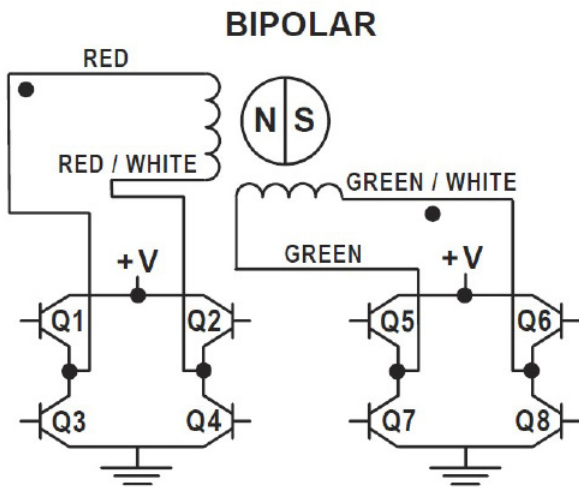 BIPOLAR
RED
N S
RED / WHITE
GREEN / WHITE
GREEN
+V
+V
Q1
Q2
Q5
Q6
Q3
Q4
Q7
Q8